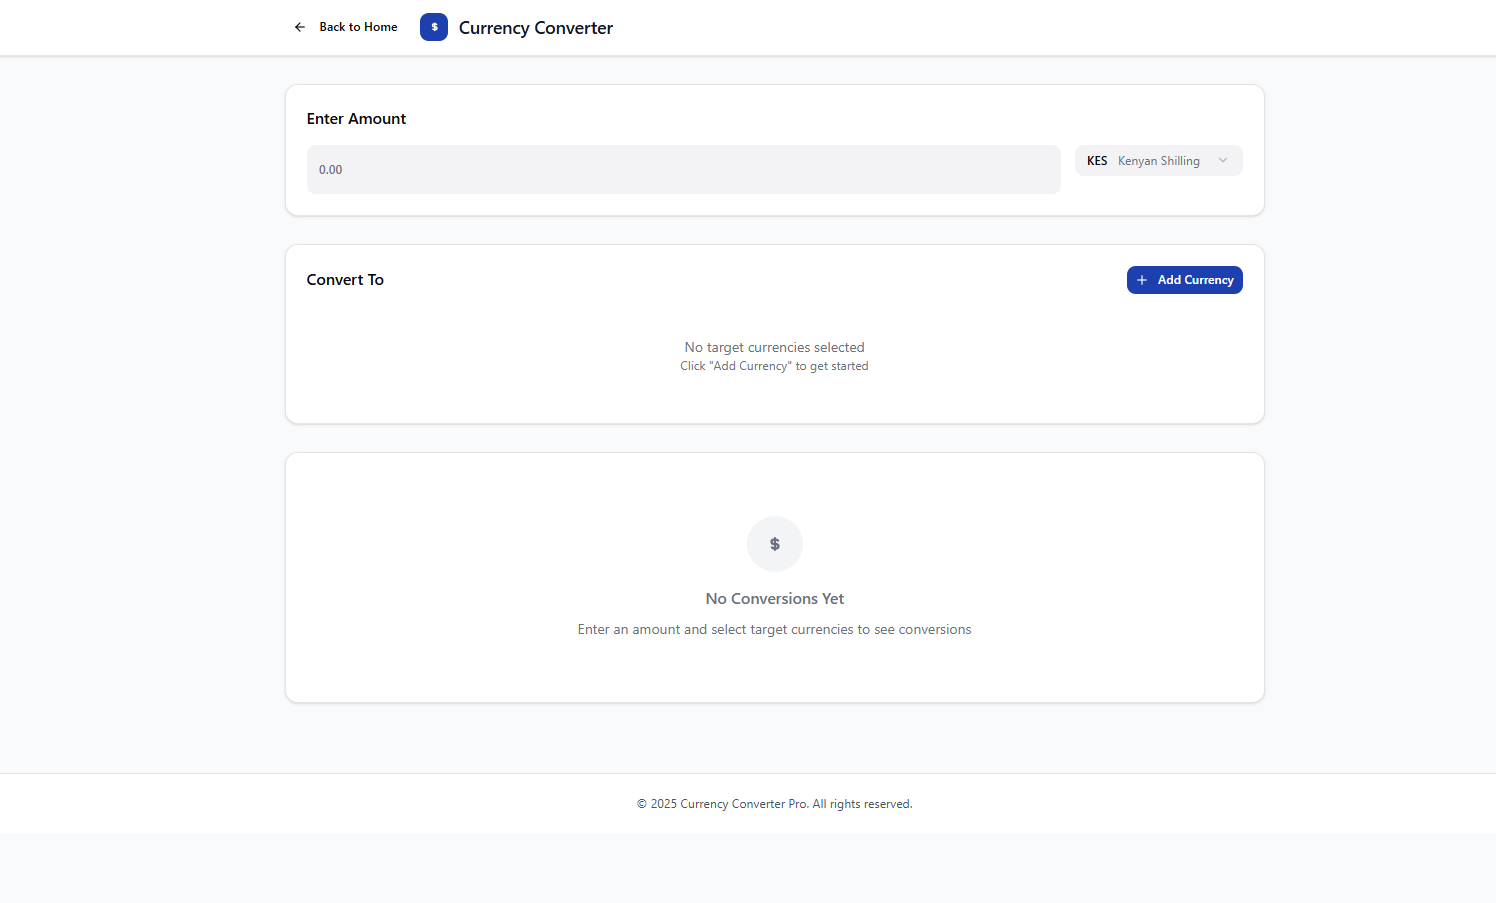 Back to Home
$
Currency Converter
Enter Amount
0.00
KES Kenyan Shilling
Convert To
+ Add Currency
No target currencies selected
Click "Add Currency" to get started
$
No Conversions Yet
Enter an amount and select target currencies to see conversions
© 2025 Currency Converter Pro. All rights reserved.